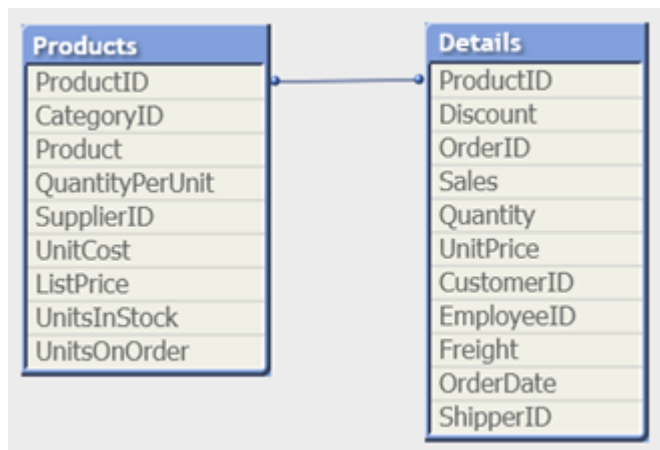 Products
ProductID
CategoryID
Product
QuantityPerUnit
SupplierID
UnitCost
ListPrice
UnitsInStock
UnitsOnOrder
Details
ProductID
Discount
OrderID
Sales
Quantity
UnitPrice
CustomerID
EmployeeID
Freight
OrderDate
ShipperID